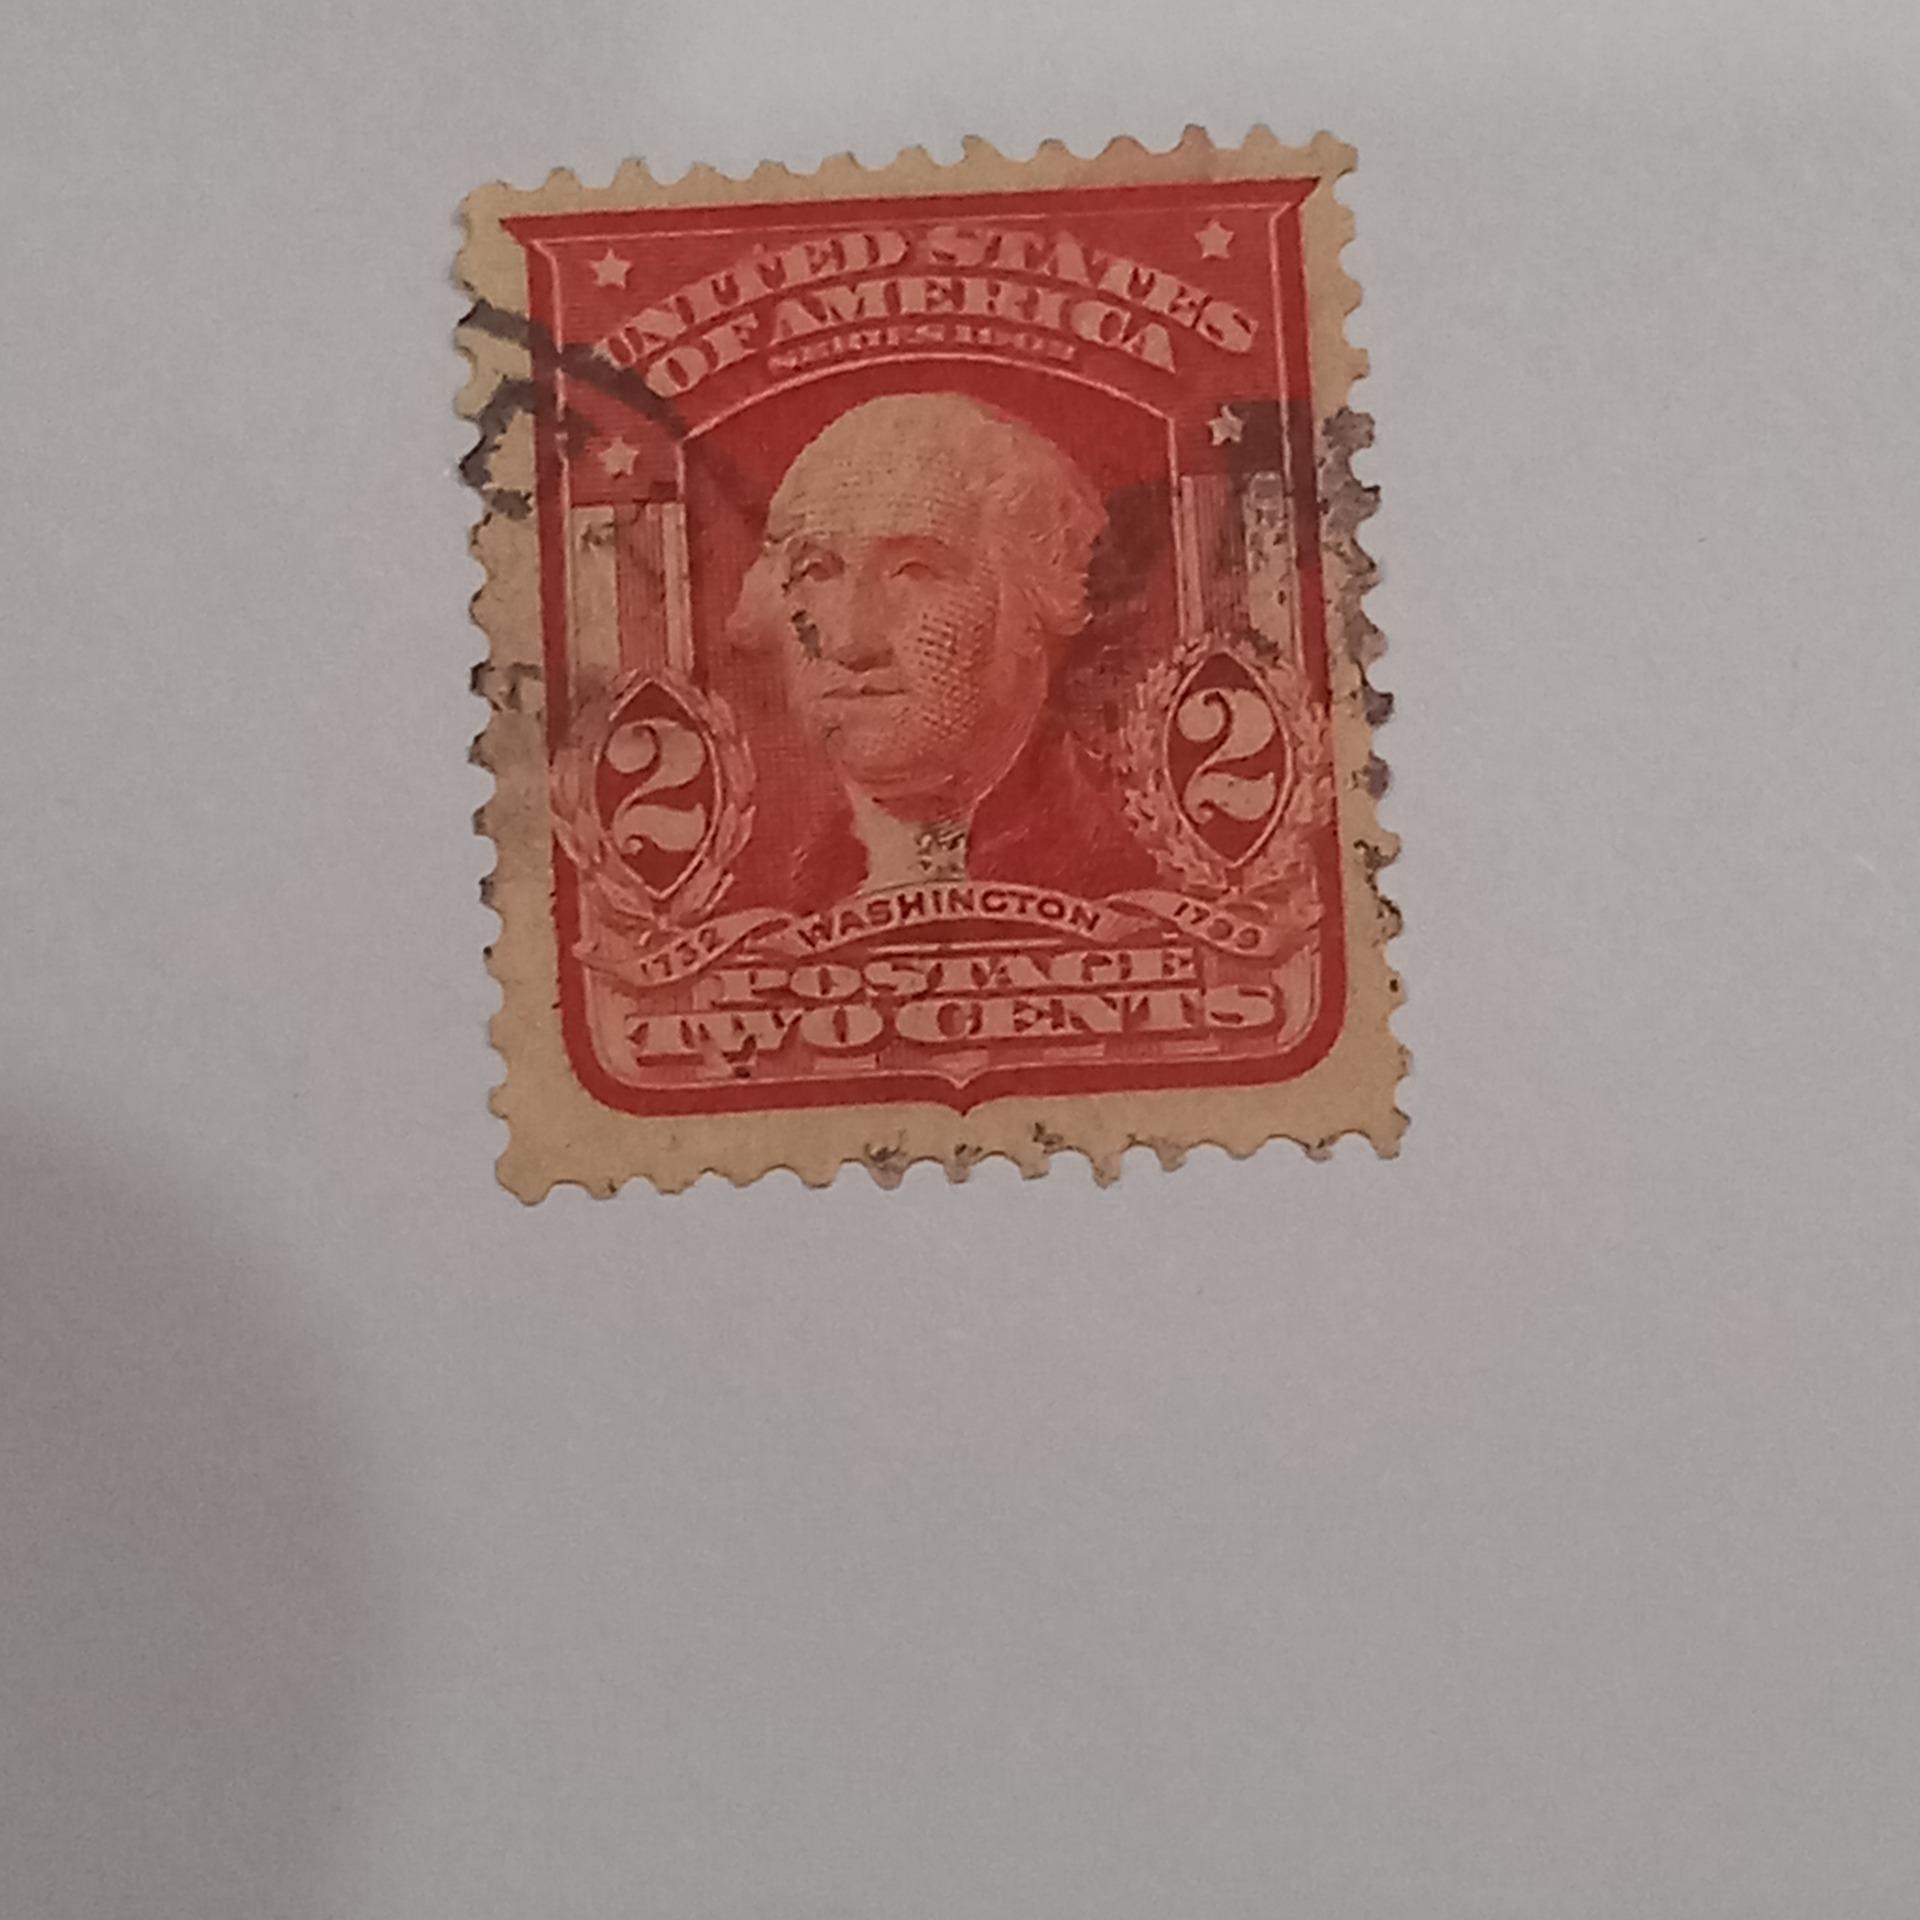 UNITED STATES
OF AMERICA
SERIES 1902
2 2
1732 WASHINGTON 1799
POSTAGE
TWO CENTS